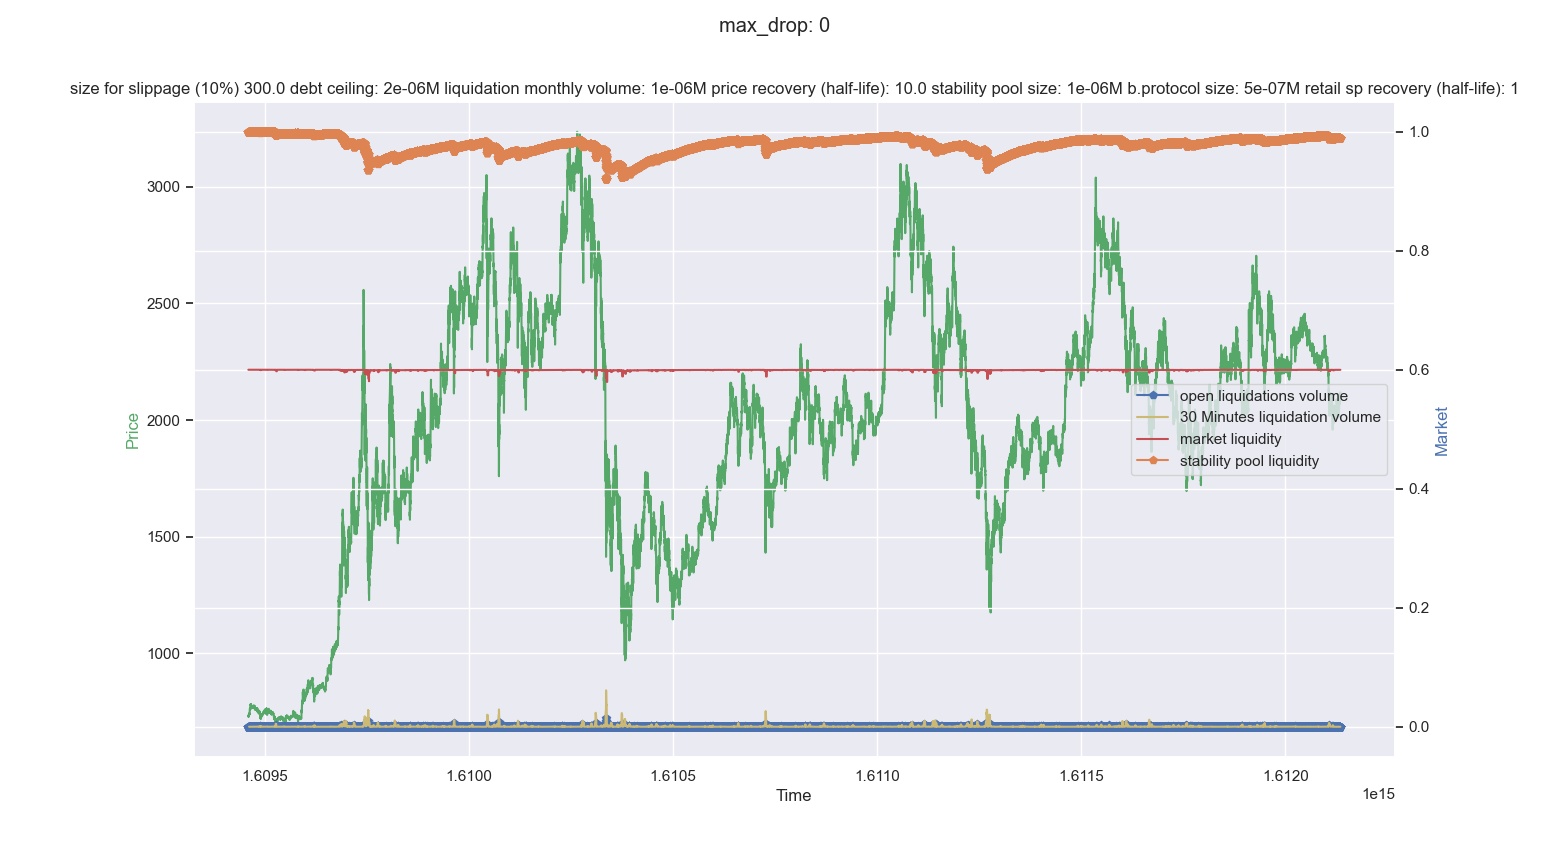 max_drop: 0
size for slippage (10%) 300.0 debt ceiling: 2e-06M liquidation monthly volume: 1e-06M price recovery (half-life): 10.0 stability pool size: 1e-06M b.protocol size: 5e-07M retail sp recovery (half-life): 1
Price
3000
2500
2000
1500
1000
1.0
0.8
0.6
0.4
0.2
0.0
Market
open liquidations volume
30 Minutes liquidation volume
market liquidity
stability pool liquidity
1.6095
1.6100
1.6105
1.6110
1.6115
1.6120
Time
1e15